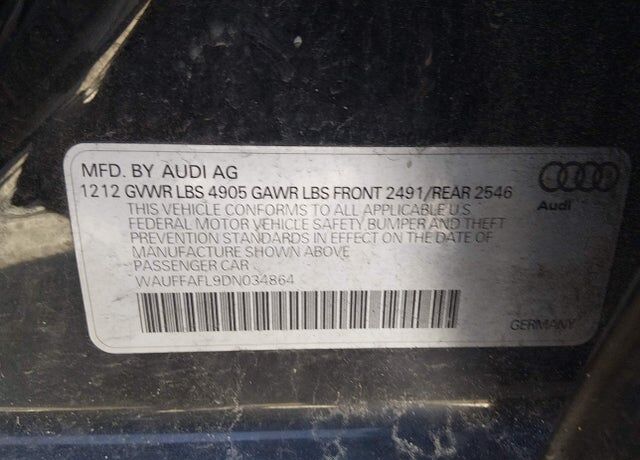 MFD. BY AUDI AG
1212 GVWR LBS 4905 GAWR LBS FRONT 2491/REAR 2546
THIS VEHICLE CONFORMS TO ALL APPLICABLE U.S.
FEDERAL MOTOR VEHICLE SAFETY BUMPER AND THEFT
PREVENTION STANDARDS IN EFFECT ON THE DATE OF
MANUFACTURE SHOWN ABOVE
PASSENGER CAR
WAUFFAFL9DN034864
Audi
GERMANY